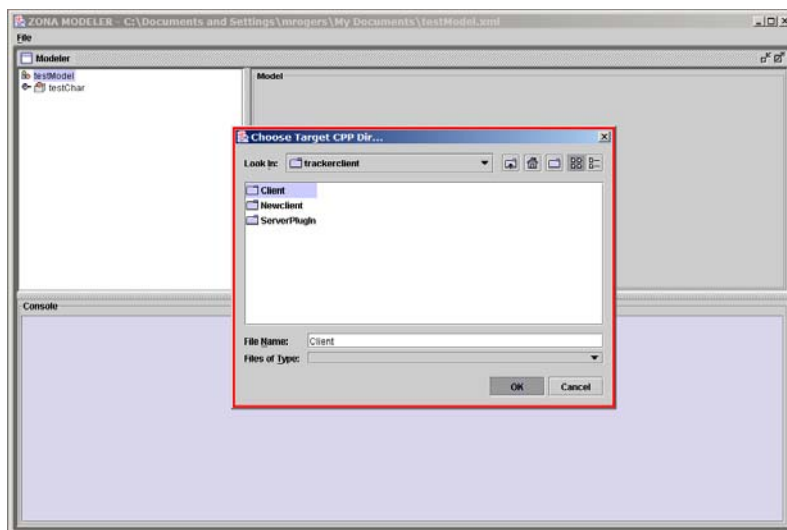 ZONA MODELER - C:\Documents and Settings\mrogers\My Documents\testModel.xml
File
Modeler
testModel
testChar
Model
Choose Target CPP Dir...
Look In: trackerclient
Client
Newclient
ServerPlugIn
File Name: Client
Files of Type:
OK Cancel
Console